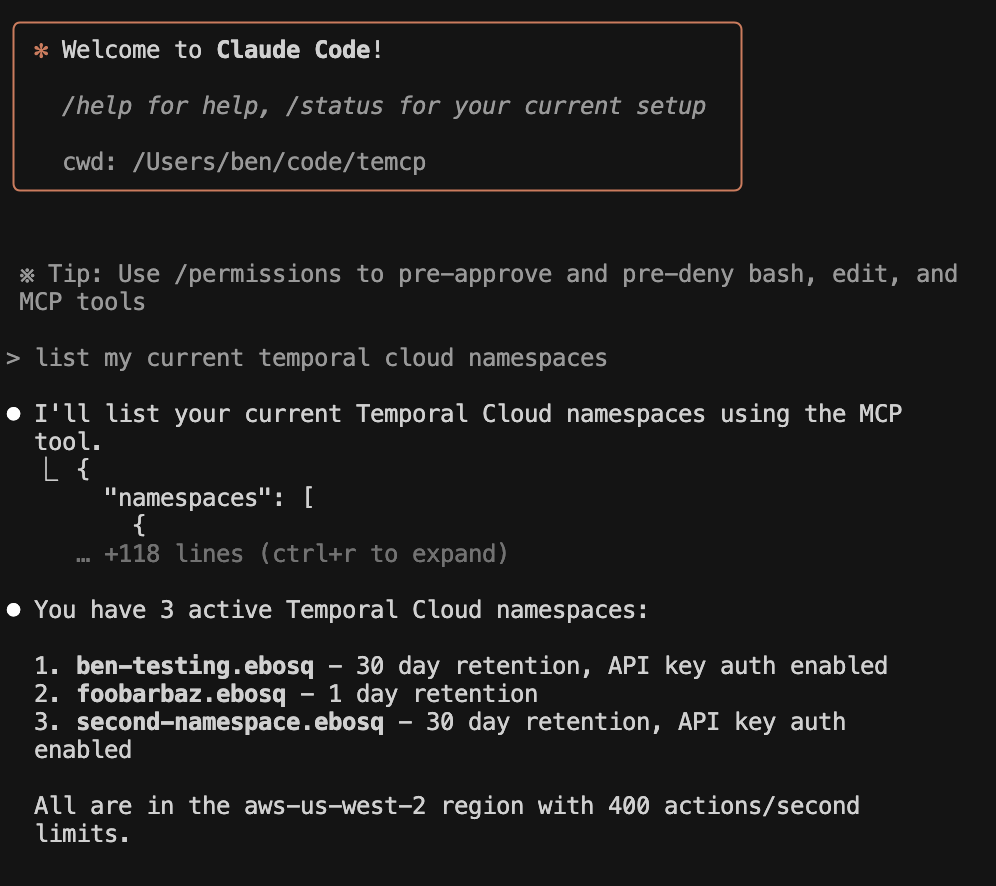 ✻ Welcome to Claude Code!
/help for help, /status for your current setup
cwd: /Users/ben/code/temcp
※ Tip: Use /permissions to pre-approve and pre-deny bash, edit, and
MCP tools
> list my current temporal cloud namespaces
● I'll list your current Temporal Cloud namespaces using the MCP
tool.
⎿ {
"namespaces": [
{
… +118 lines (ctrl+r to expand)
● You have 3 active Temporal Cloud namespaces:
1. ben-testing.ebosq - 30 day retention, API key auth enabled
2. foobarbaz.ebosq - 1 day retention
3. second-namespace.ebosq - 30 day retention, API key auth
enabled
All are in the aws-us-west-2 region with 400 actions/second
limits.